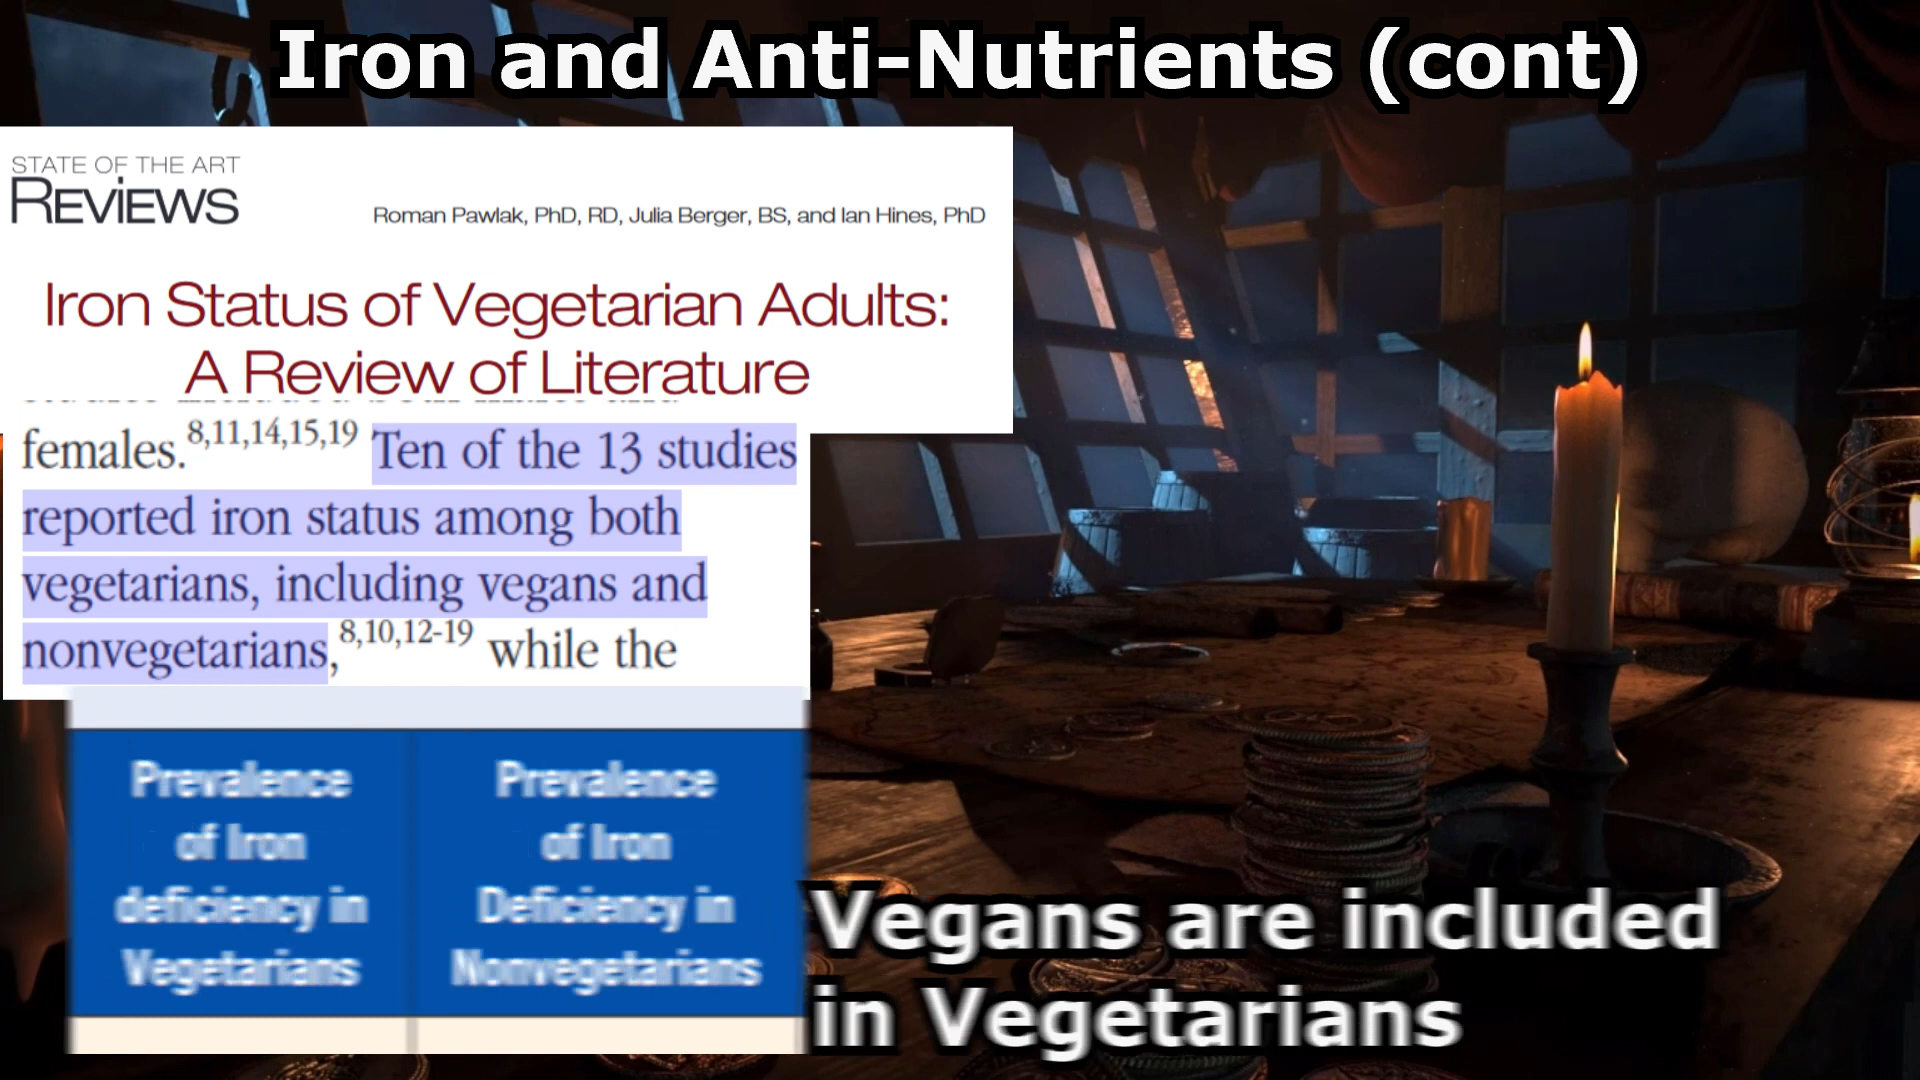 Iron and Anti-Nutrients (cont)
STATE OF THE ART
REViEWS
Roman Pawlak, PhD, RD, Julia Berger, BS, and Ian Hines, PhD
Iron Status of Vegetarian Adults:
A Review of Literature
females.8,11,14,15,19 Ten of the 13 studies
reported iron status among both
vegetarians, including vegans and
nonvegetarians,8,10,12-19 while the
Prevalence
of Iron
deficiency in
Vegetarians
Prevalence
of Iron
Deficiency in
Nonvegetarians
Vegans are included
in Vegetarians